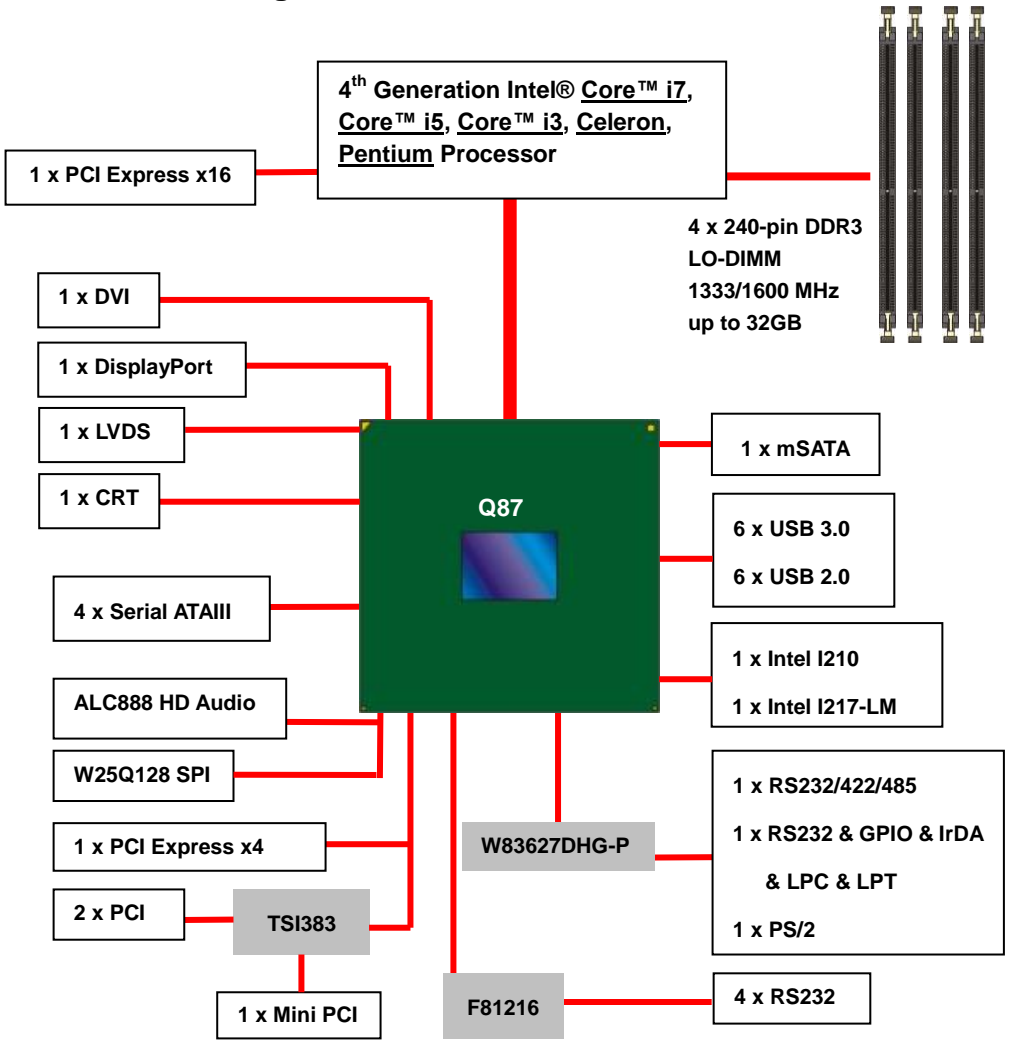 4th Generation Intel® Core™ i7,
Core™ i5, Core™ i3, Celeron,
Pentium Processor
1 x PCI Express x16
4 x 240-pin DDR3
LO-DIMM
1333/1600 MHz
up to 32GB
1 x DVI
1 x DisplayPort
1 x LVDS
1 x CRT
Q87
1 x mSATA
6 x USB 3.0
6 x USB 2.0
4 x Serial ATAIII
1 x Intel I210
1 x Intel I217-LM
ALC888 HD Audio
W25Q128 SPI
1 x PCI Express x4
2 x PCI
TSI383
1 x Mini PCI
W83627DHG-P
1 x RS232/422/485
1 x RS232 & GPIO & IrDA
& LPC & LPT
1 x PS/2
F81216
4 x RS232